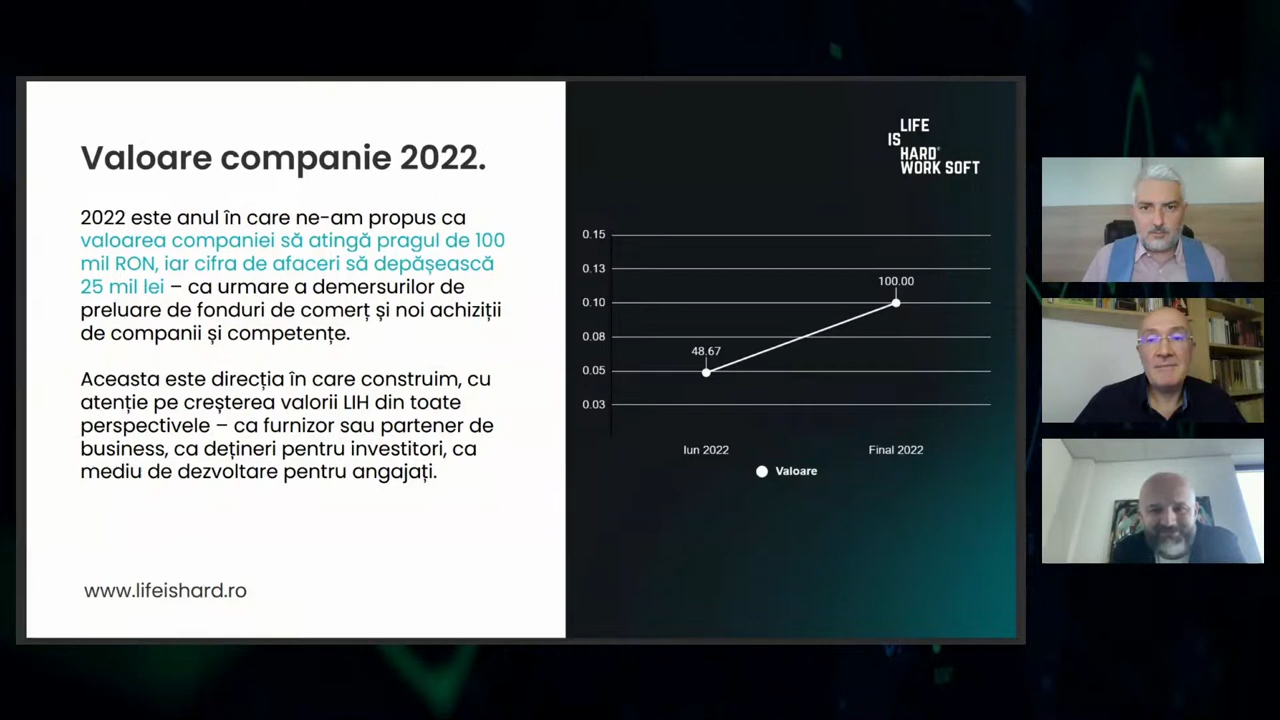 Valoare companie 2022.
2022 este anul în care ne-am propus ca
valoarea companiei să atingă pragul de 100
mil RON, iar cifra de afaceri să depășească
25 mil lei – ca urmare a demersurilor de
preluare de fonduri de comerț și noi achiziții
de companii și competențe.
Aceasta este direcția în care construim, cu
atenție pe creșterea valorii LIH din toate
perspectivele – ca furnizor sau partener de
business, ca dețineri pentru investitori, ca
mediu de dezvoltare pentru angajați.
www.lifeishard.ro
LIFE
IS
HARD®
WORK SOFT
0.15
0.13
0.10
0.08
0.05
0.03
48.67
100.00
Iun 2022
Final 2022
Valoare